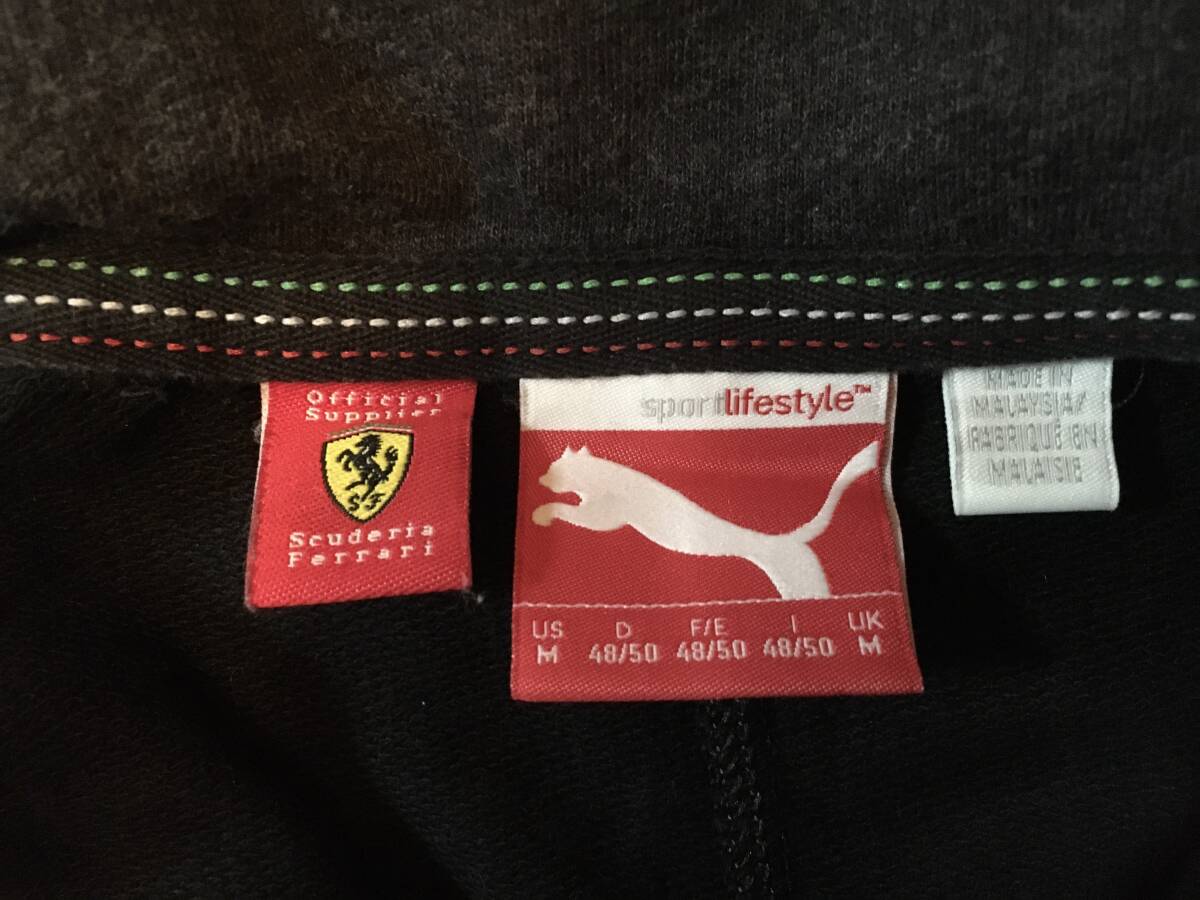 Official
Supplier
S F
Scuderia
Ferrari
sportlifestyle™
US D F/E I UK
M 48/50 48/50 48/50 M
MADE IN
MALAYSIA/
FABRIQUÉ EN
MALAISIE